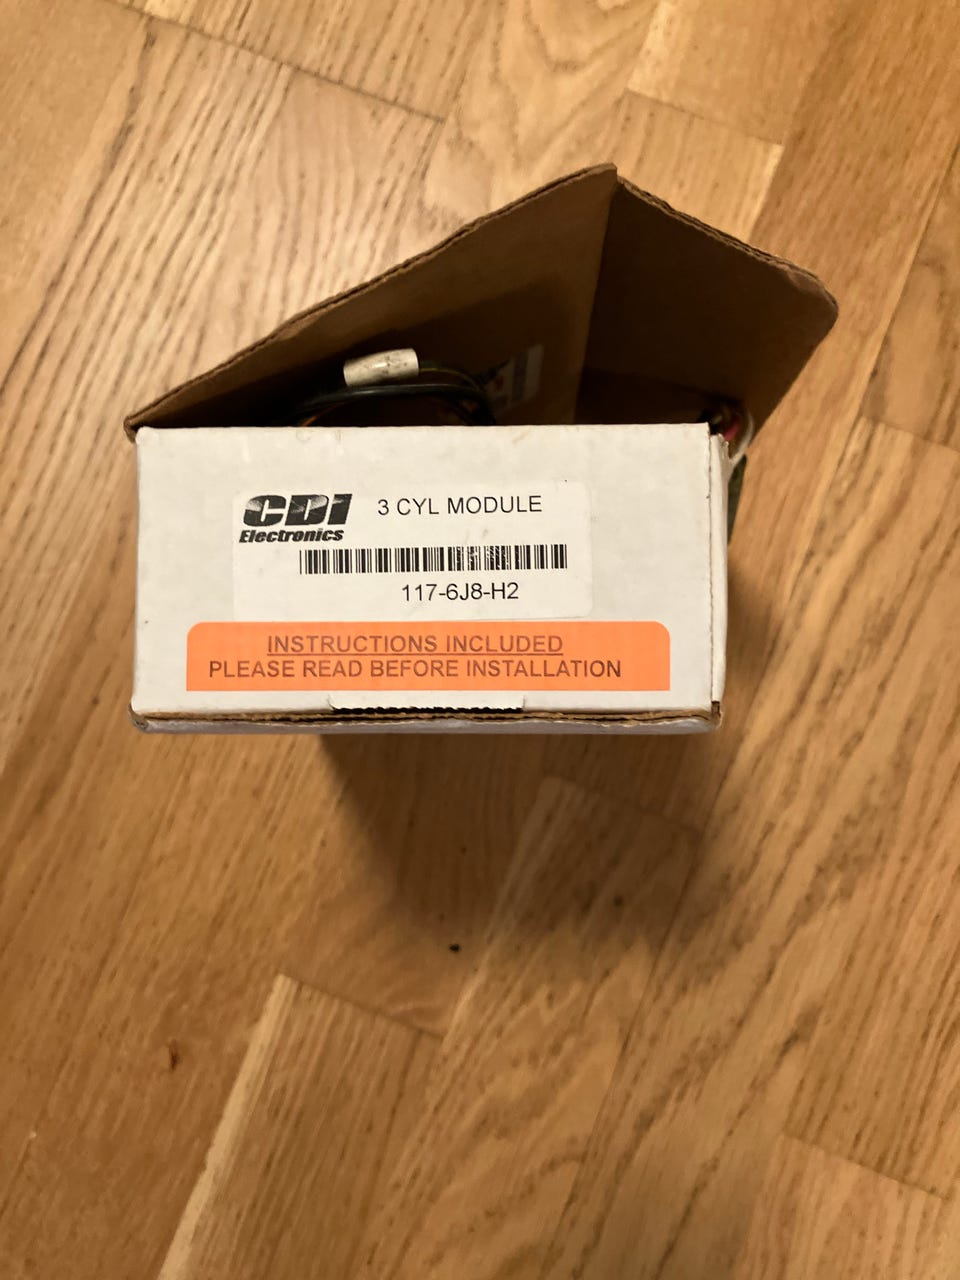 CDI Electronics
3 CYL MODULE
117-6J8-H2
INSTRUCTIONS INCLUDED
PLEASE READ BEFORE INSTALLATION